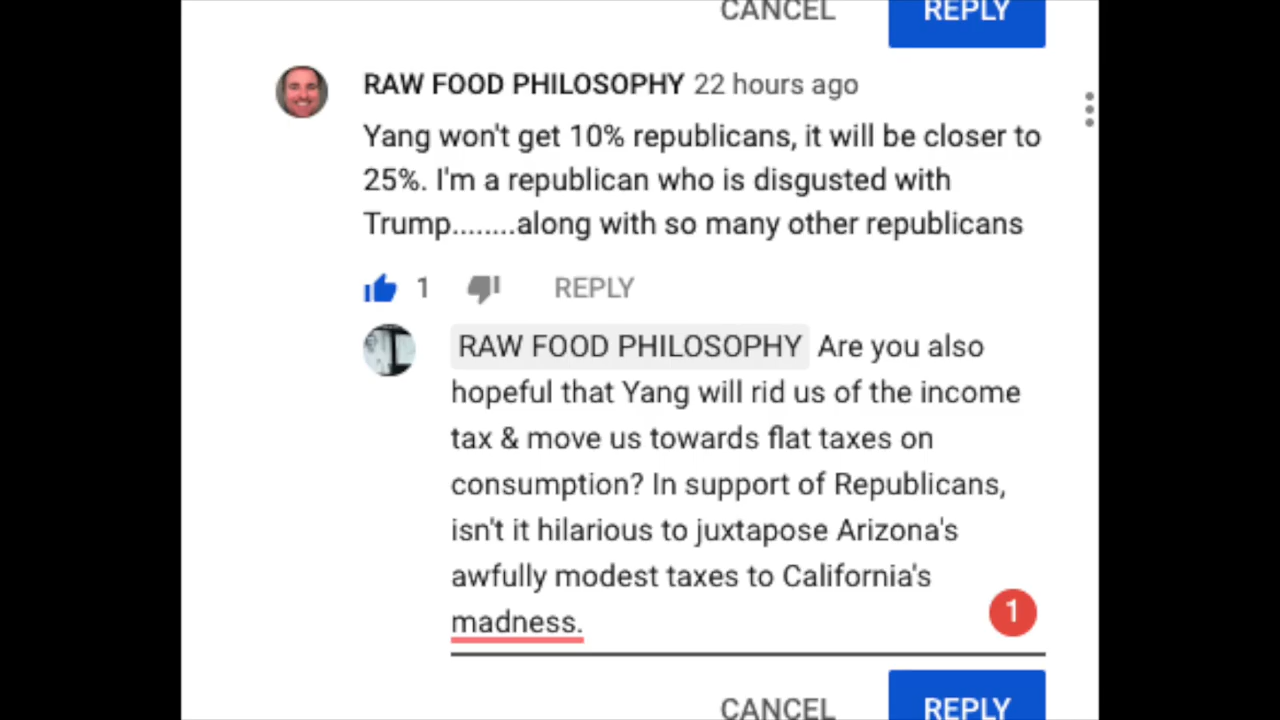 CANCEL REPLY
RAW FOOD PHILOSOPHY 22 hours ago
Yang won't get 10% republicans, it will be closer to
25%. I'm a republican who is disgusted with
Trump........along with so many other republicans
1 REPLY
RAW FOOD PHILOSOPHY Are you also
hopeful that Yang will rid us of the income
tax & move us towards flat taxes on
consumption? In support of Republicans,
isn't it hilarious to juxtapose Arizona's
awfully modest taxes to California's
madness.
1
CANCEL REPLY